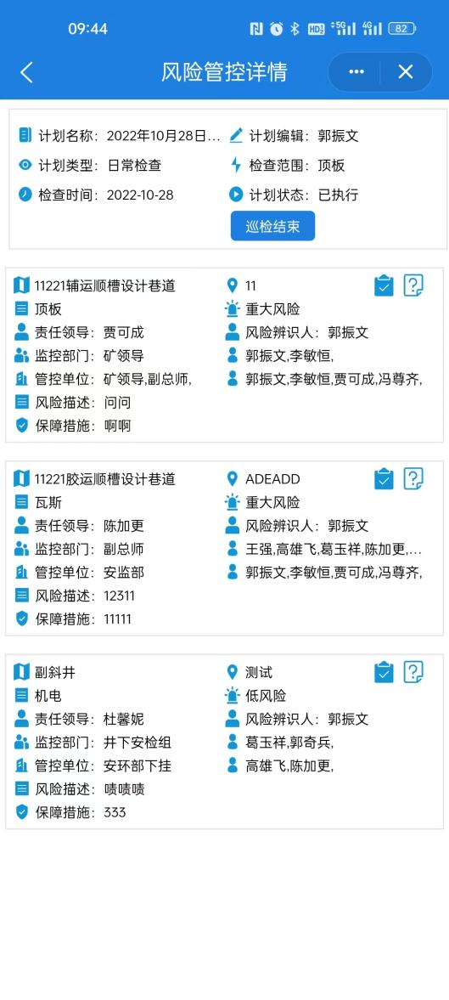 09:44 HD 5G 4G 82
风险管控详情
计划名称：2022年10月28日... 计划编辑：郭振文
计划类型：日常检查 检查范围：顶板
检查时间：2022-10-28 计划状态：已执行
巡检结束
11221辅运顺槽设计巷道 11
顶板 重大风险
责任领导：贾可成 风险辨识人：郭振文
监控部门：矿领导 郭振文,李敏恒,
管控单位：矿领导,副总师, 郭振文,李敏恒,贾可成,冯尊齐,
风险描述：问问
保障措施：啊啊
11221胶运顺槽设计巷道 ADEADD
瓦斯 重大风险
责任领导：陈加更 风险辨识人：郭振文
监控部门：副总师 王强,高雄飞,葛玉祥,陈加更,...
管控单位：安监部 郭振文,李敏恒,贾可成,冯尊齐,
风险描述：12311
保障措施：11111
副斜井 测试
机电 低风险
责任领导：杜馨妮 风险辨识人：郭振文
监控部门：井下安检组 葛玉祥,郭奇兵,
管控单位：安环部下挂 高雄飞,陈加更,
风险描述：啧啧啧
保障措施：333